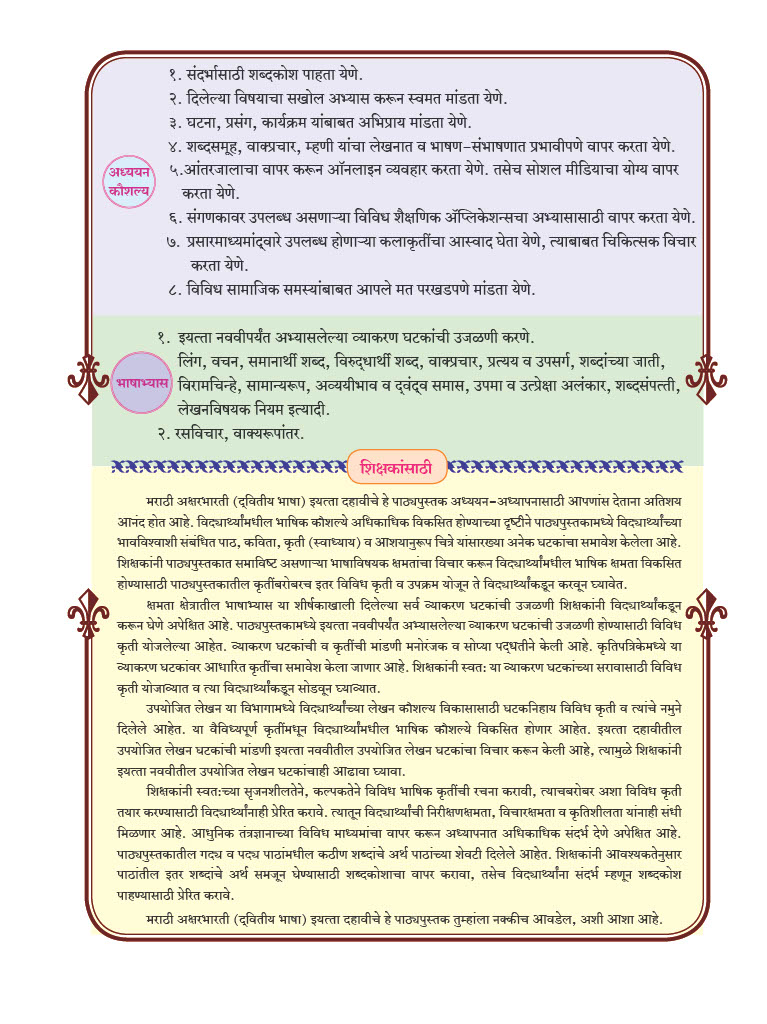 अध्ययन
कौशल्य
१. संदर्भासाठी शब्दकोश पाहता येणे.
२. दिलेल्या विषयाचा सखोल अभ्यास करून स्वमत मांडता येणे.
३. घटना, प्रसंग, कार्यक्रम यांबाबत अभिप्राय मांडता येणे.
४. शब्दसमूह, वाक्प्रचार, म्हणी यांचा लेखनात व भाषण-संभाषणात प्रभावीपणे वापर करता येणे.
५.आंतरजालाचा वापर करून ऑनलाइन व्यवहार करता येणे. तसेच सोशल मीडियाचा योग्य वापर
करता येणे.
६. संगणकावर उपलब्ध असणाऱ्या विविध शैक्षणिक ॲप्लिकेशन्सचा अभ्यासासाठी वापर करता येणे.
७. प्रसारमाध्यमांद्वारे उपलब्ध होणाऱ्या कलाकृतींचा आस्वाद घेता येणे, त्याबाबत चिकित्सक विचार
करता येणे.
८. विविध सामाजिक समस्यांबाबत आपले मत परखडपणे मांडता येणे.
भाषाभ्यास
१. इयत्ता नववीपर्यंत अभ्यासलेल्या व्याकरण घटकांची उजळणी करणे.
लिंग, वचन, समानार्थी शब्द, विरुद्धार्थी शब्द, वाक्प्रचार, प्रत्यय व उपसर्ग, शब्दांच्या जाती,
विरामचिन्हे, सामान्यरूप, अव्ययीभाव व द्वंद्व समास, उपमा व उत्प्रेक्षा अलंकार, शब्दसंपत्ती,
लेखनविषयक नियम इत्यादी.
२. रसविचार, वाक्यरूपांतर.
शिक्षकांसाठी
मराठी अक्षरभारती (द्वितीय भाषा) इयत्ता दहावीचे हे पाठ्यपुस्तक अध्ययन-अध्यापनासाठी आपणांस देताना अतिशय
आनंद होत आहे. विद्यार्थ्यांमधील भाषिक कौशल्ये अधिकाधिक विकसित होण्याच्या दृष्टीने पाठ्यपुस्तकामध्ये विद्यार्थ्यांच्या
भावविश्वाशी संबंधित पाठ, कविता, कृती (स्वाध्याय) व आशयानुरूप चित्रे यांसारख्या अनेक घटकांचा समावेश केलेला आहे.
शिक्षकांनी पाठ्यपुस्तकात समाविष्ट असणाऱ्या भाषाविषयक क्षमतांचा विचार करून विद्यार्थ्यांमधील भाषिक क्षमता विकसित
होण्यासाठी पाठ्यपुस्तकातील कृतींबरोबरच इतर विविध कृती व उपक्रम योजून ते विद्यार्थ्यांकडून करवून घ्यावेत.
क्षमता क्षेत्रातील भाषाभ्यास या शीर्षकाखाली दिलेल्या सर्व व्याकरण घटकांची उजळणी शिक्षकांनी विद्यार्थ्यांकडून
करून घेणे अपेक्षित आहे. पाठ्यपुस्तकामध्ये इयत्ता नववीपर्यंत अभ्यासलेल्या व्याकरण घटकांची उजळणी होण्यासाठी विविध
कृती योजलेल्या आहेत. व्याकरण घटकांची व कृतींची मांडणी मनोरंजक व सोप्या पद्धतीने केली आहे. कृतिपत्रिकेमध्ये या
व्याकरण घटकांवर आधारित कृतींचा समावेश केला जाणार आहे. शिक्षकांनी स्वत: या व्याकरण घटकांच्या सरावासाठी विविध
कृती योजाव्यात व त्या विद्यार्थ्यांकडून सोडवून घ्याव्यात.
उपयोजित लेखन या विभागामध्ये विद्यार्थ्यांच्या लेखन कौशल्य विकासासाठी घटकनिहाय विविध कृती व त्यांचे नमुने
दिलेले आहेत. या वैविध्यपूर्ण कृतींमधून विद्यार्थ्यांमधील भाषिक कौशल्ये विकसित होणार आहेत. इयत्ता दहावीतील
उपयोजित लेखन घटकांची मांडणी इयत्ता नववीतील उपयोजित लेखन घटकांचा विचार करून केली आहे, त्यामुळे शिक्षकांनी
इयत्ता नववीतील उपयोजित लेखन घटकांचाही आढावा घ्यावा.
शिक्षकांनी स्वत:च्या सृजनशीलतेने, कल्पकतेने विविध भाषिक कृतींची रचना करावी, त्याचबरोबर अशा विविध कृती
तयार करण्यासाठी विद्यार्थ्यांनाही प्रेरित करावे. त्यातून विद्यार्थ्यांची निरीक्षणक्षमता, विचारक्षमता व कृतिशीलता यांनाही संधी
मिळणार आहे. आधुनिक तंत्रज्ञानाच्या विविध माध्यमांचा वापर करून अध्यापनात अधिकाधिक संदर्भ देणे अपेक्षित आहे.
पाठ्यपुस्तकातील गद्य व पद्य पाठांमधील कठीण शब्दांचे अर्थ पाठांच्या शेवटी दिलेले आहेत. शिक्षकांनी आवश्यकतेनुसार
पाठांतील इतर शब्दांचे अर्थ समजून घेण्यासाठी शब्दकोशाचा वापर करावा, तसेच विद्यार्थ्यांना संदर्भ म्हणून शब्दकोश
पाहण्यासाठी प्रेरित करावे.
मराठी अक्षरभारती (द्वितीय भाषा) इयत्ता दहावीचे हे पाठ्यपुस्तक तुम्हांला नक्कीच आवडेल, अशी आशा आहे.